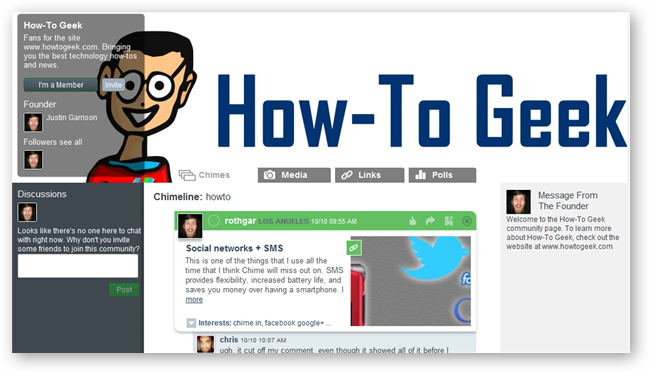 How-To Geek
Fans for the site
www.howtogeek.com. Bringing
you the best technology how-tos
and news.
I'm a Member
Invite
Founder
Justin Garrison
Followers see all
How-To Geek
Chimes
Media
Links
Polls
Discussions
Looks like there's no one here to chat
with right now. Why don't you invite
some friends to join this community?
Post
Chimeline: howto
rothgar LOS ANGELES 10/10 09:55 AM
Social networks + SMS
This is one of the things that I use all the
time that I think Chime will miss out on. SMS
provides flexibility, increased battery life, and
saves you money over having a smartphone. I
more
Interests: chime.in, facebook google+ ...
chris 10/10 10:07 AM
ugh, it cut off my comment, even though it showed all of it before I
Message From
The Founder
Welcome to the How-To Geek
community page. To learn more
about How-To Geek, check out the
website at www.howtogeek.com